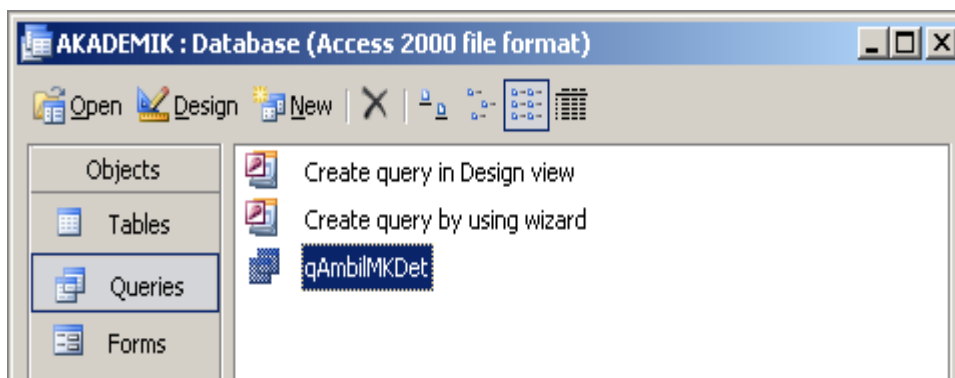 AKADEMIK : Database (Access 2000 file format)
Open Design New
Objects
Create query in Design view
Tables
Create query by using wizard
Queries
qAmbilMKDet
Forms